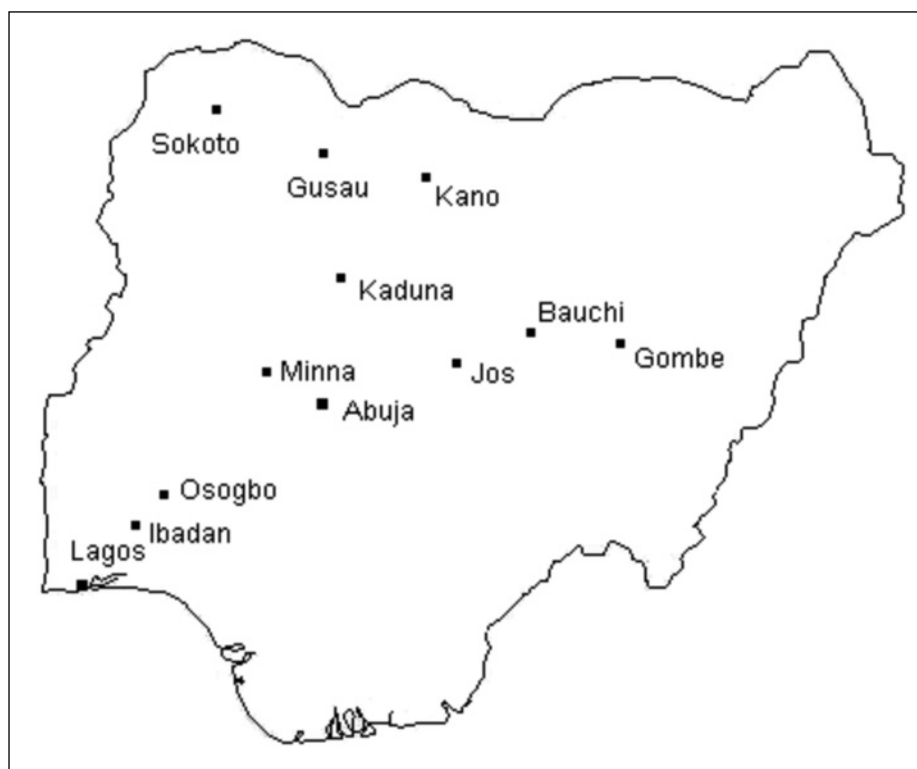 Sokoto
Gusau
Kano
Kaduna
Bauchi
Gombe
Jos
Minna
Abuja
Osogbo
Ibadan
Lagos